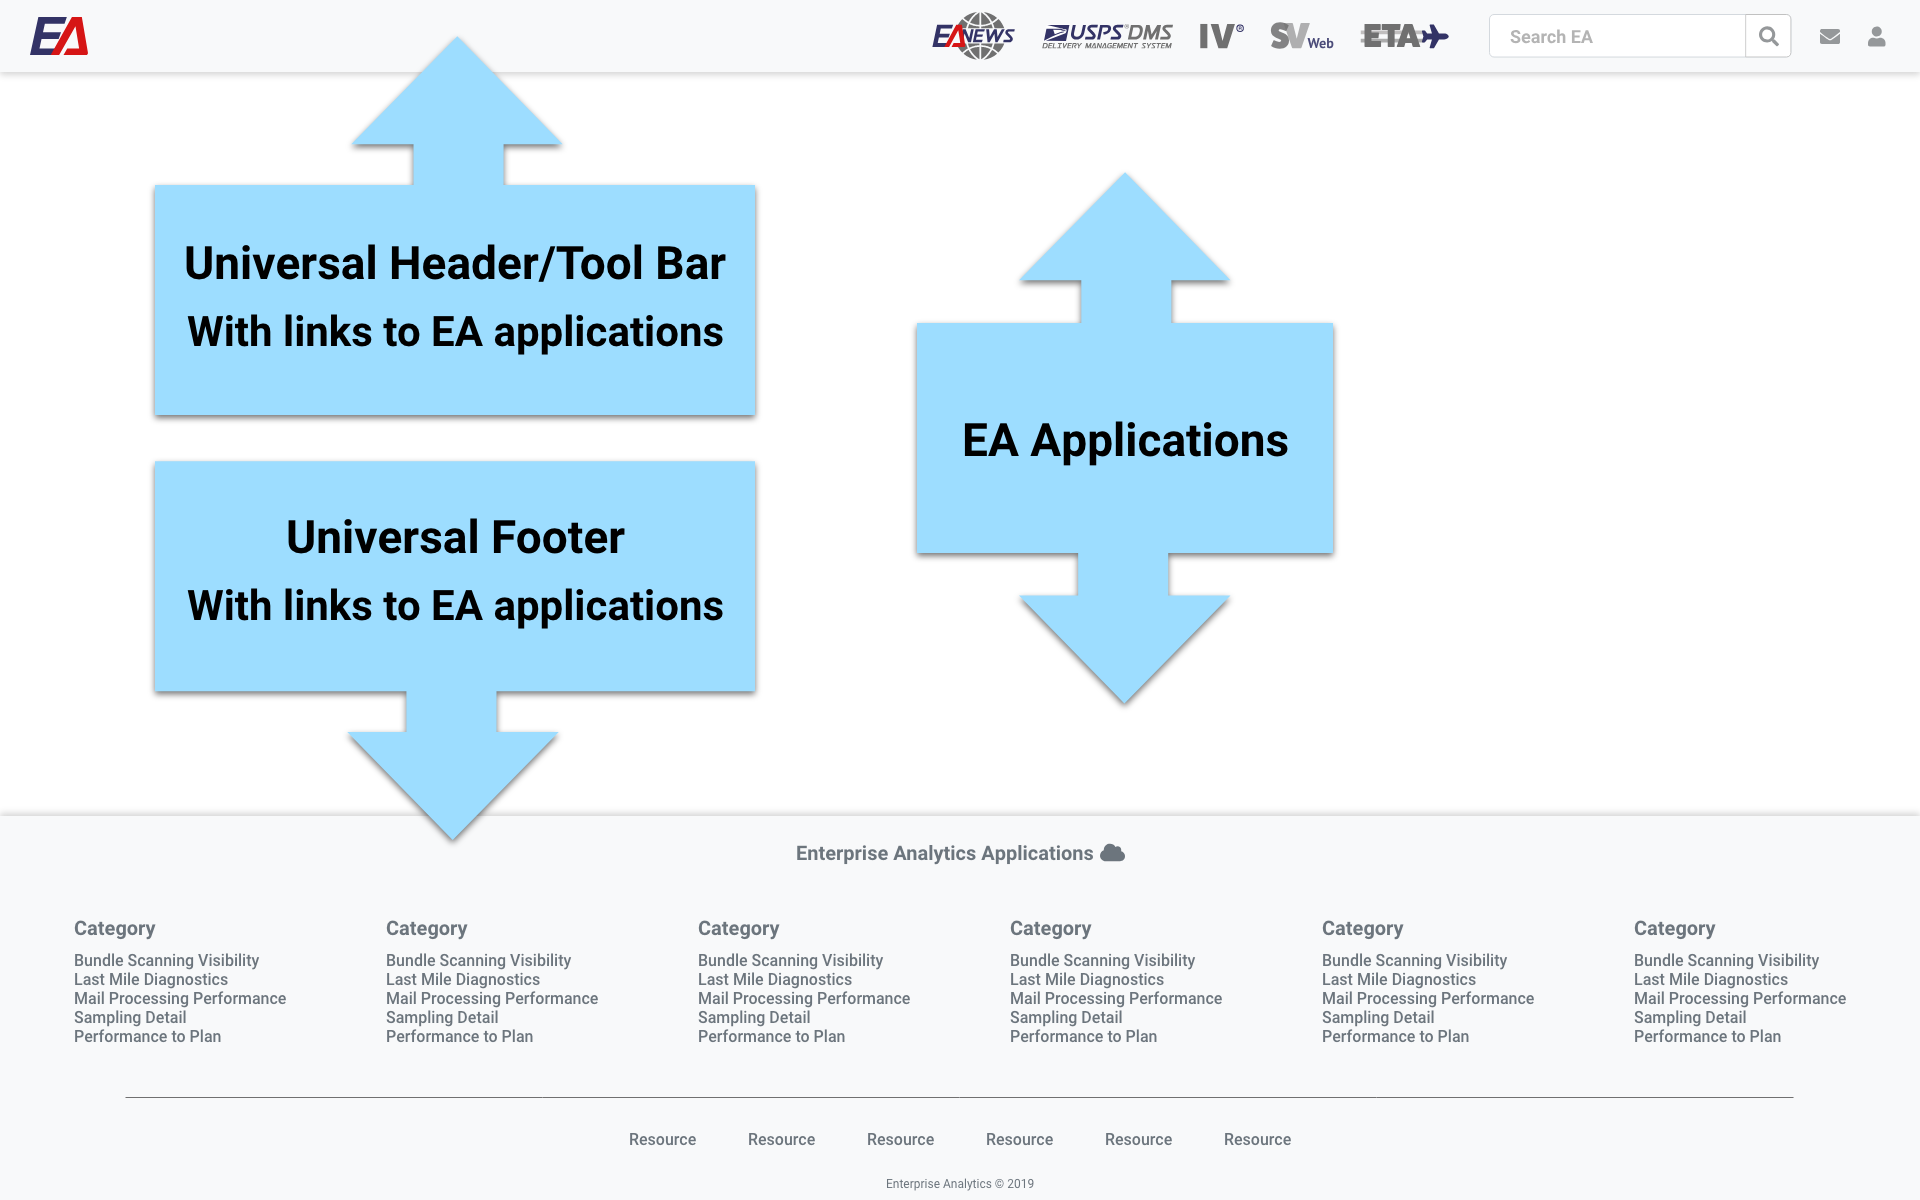 EA
EA NEWS
USPS™ DMS
DELIVERY MANAGEMENT SYSTEM
IV®
SV Web
ETA
Search EA
Universal Header/Tool Bar
With links to EA applications
EA Applications
Universal Footer
With links to EA applications
Enterprise Analytics Applications
Category
Bundle Scanning Visibility
Last Mile Diagnostics
Mail Processing Performance
Sampling Detail
Performance to Plan
Category
Bundle Scanning Visibility
Last Mile Diagnostics
Mail Processing Performance
Sampling Detail
Performance to Plan
Category
Bundle Scanning Visibility
Last Mile Diagnostics
Mail Processing Performance
Sampling Detail
Performance to Plan
Category
Bundle Scanning Visibility
Last Mile Diagnostics
Mail Processing Performance
Sampling Detail
Performance to Plan
Category
Bundle Scanning Visibility
Last Mile Diagnostics
Mail Processing Performance
Sampling Detail
Performance to Plan
Category
Bundle Scanning Visibility
Last Mile Diagnostics
Mail Processing Performance
Sampling Detail
Performance to Plan
Resource Resource Resource Resource Resource Resource
Enterprise Analytics © 2019